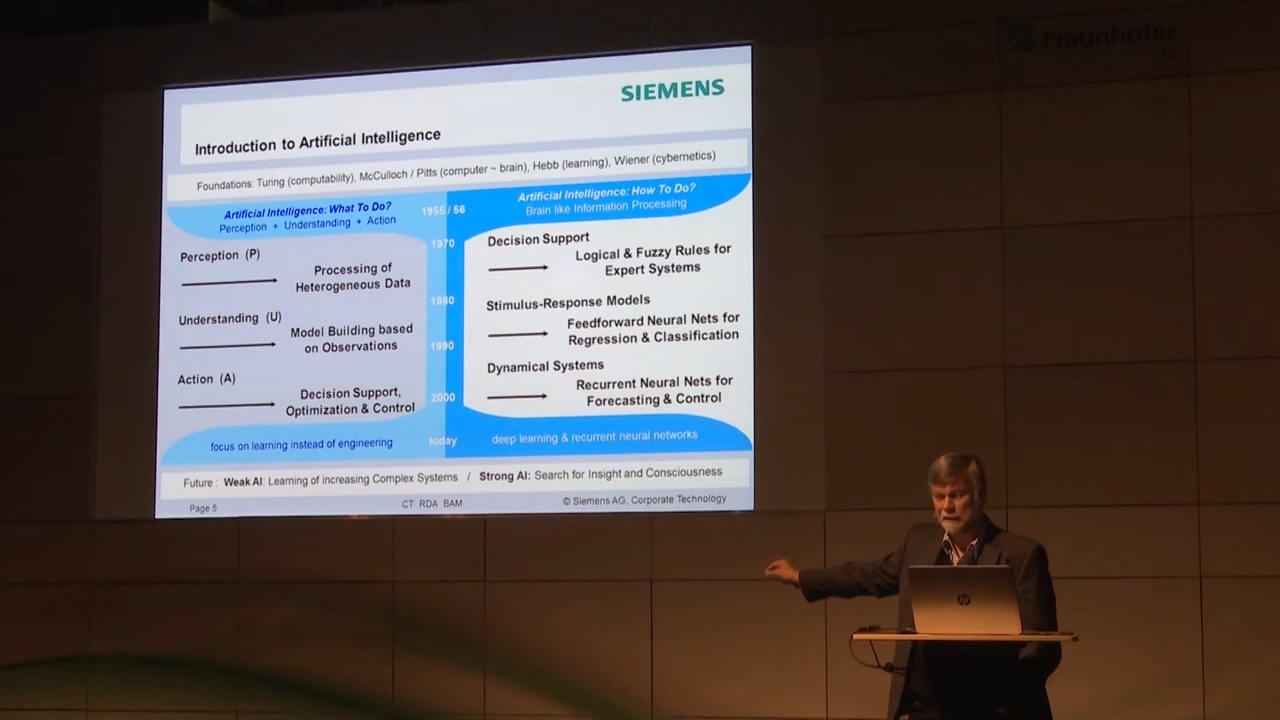 Fraunhofer
SIEMENS
Introduction to Artificial Intelligence
Foundations: Turing (computability), McCulloch / Pitts (computer ~ brain), Hebb (learning), Wiener (cybernetics)
Artificial Intelligence: What To Do?
Perception + Understanding + Action
1955 / 56
Artificial Intelligence: How To Do?
Brain like Information Processing
1970
1980
1990
2000
Perception (P)
Processing of
Heterogeneous Data
Understanding (U)
Model Building based
on Observations
Action (A)
Decision Support,
Optimization & Control
Decision Support
Logical & Fuzzy Rules for
Expert Systems
Stimulus-Response Models
Feedforward Neural Nets for
Regression & Classification
Dynamical Systems
Recurrent Neural Nets for
Forecasting & Control
focus on learning instead of engineering
today
deep learning & recurrent neural networks
Future : Weak AI: Learning of increasing Complex Systems / Strong AI: Search for Insight and Consciousness
Page 5
CT RDA BAM
© Siemens AG, Corporate Technology
hp